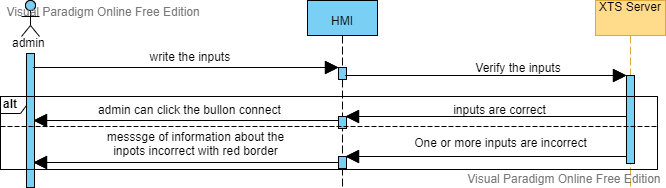 Visual Paradigm Online Free Edition
HMI
XTS Server
admin
write the inputs
Verify the inputs
alt
admin can click the bullon connect
inputs are correct
messsge of information about the
inpots incorrect with red border
One or more inputs are incorrect
Visual Paradigm Online Free Edition